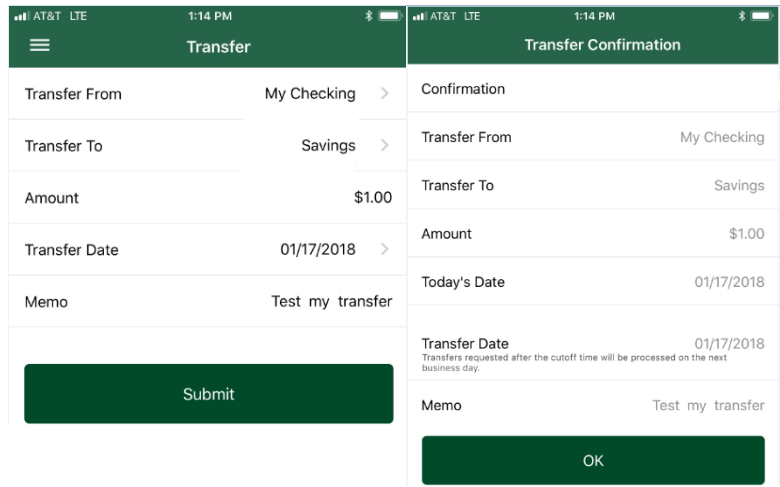 AT&T LTE 1:14 PM
Transfer
Transfer From My Checking
Transfer To Savings
Amount $1.00
Transfer Date 01/17/2018
Memo Test my transfer
Submit
AT&T LTE 1:14 PM
Transfer Confirmation
Confirmation
Transfer From My Checking
Transfer To Savings
Amount $1.00
Today's Date 01/17/2018
Transfer Date 01/17/2018
Transfers requested after the cutoff time will be processed on the next
business day.
Memo Test my transfer
OK